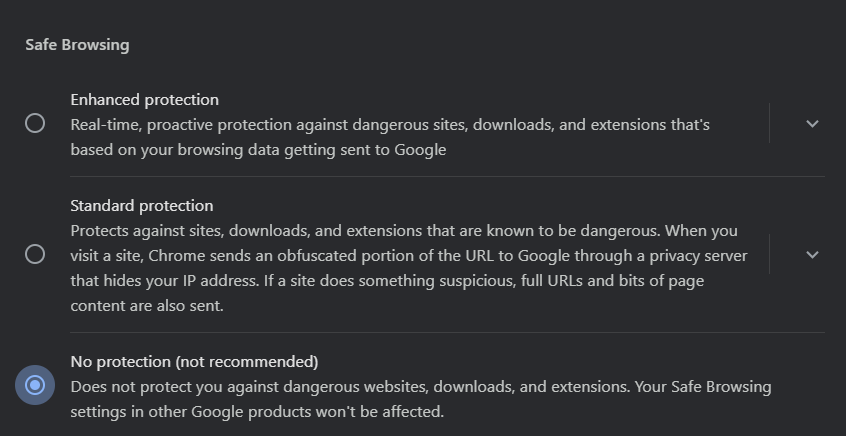 Safe Browsing
Enhanced protection
Real-time, proactive protection against dangerous sites, downloads, and extensions that's
based on your browsing data getting sent to Google
Standard protection
Protects against sites, downloads, and extensions that are known to be dangerous. When you
visit a site, Chrome sends an obfuscated portion of the URL to Google through a privacy server
that hides your IP address. If a site does something suspicious, full URLs and bits of page
content are also sent.
No protection (not recommended)
Does not protect you against dangerous websites, downloads, and extensions. Your Safe Browsing
settings in other Google products won't be affected.